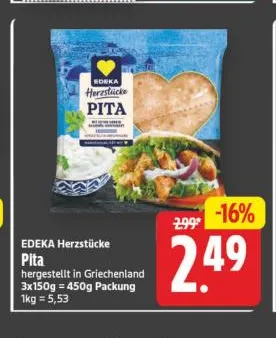 EDEKA
Herzstücke
PITA
2.99*
-16%
2.49
EDEKA Herzstücke
Pita
hergestellt in Griechenland
3x150g = 450g Packung
1kg = 5,53